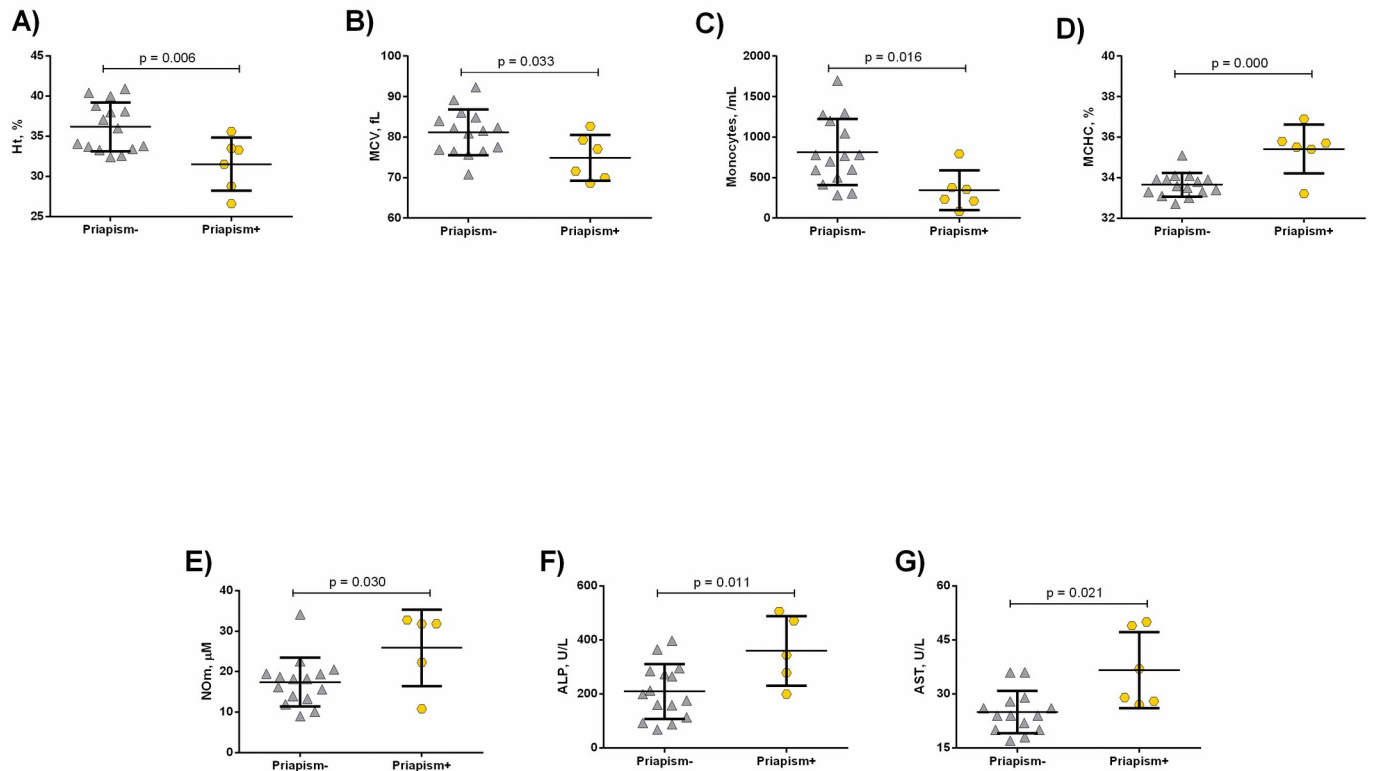 A)
p = 0.006
Ht, %
45
40
35
30
25
Priapism-
Priapism+
B)
p = 0.033
MCV, fL
100
90
80
70
60
Priapism-
Priapism+
C)
p = 0.016
Monocytes, /mL
2000
1500
1000
500
0
Priapism-
Priapism+
D)
p = 0.000
MCHC, %
40
38
36
34
32
Priapism-
Priapism+
E)
p = 0.030
NOm, µM
40
30
20
10
0
Priapism-
Priapism+
F)
p = 0.011
ALP, U/L
600
400
200
0
Priapism-
Priapism+
G)
p = 0.021
AST, U/L
60
45
30
15
Priapism-
Priapism+